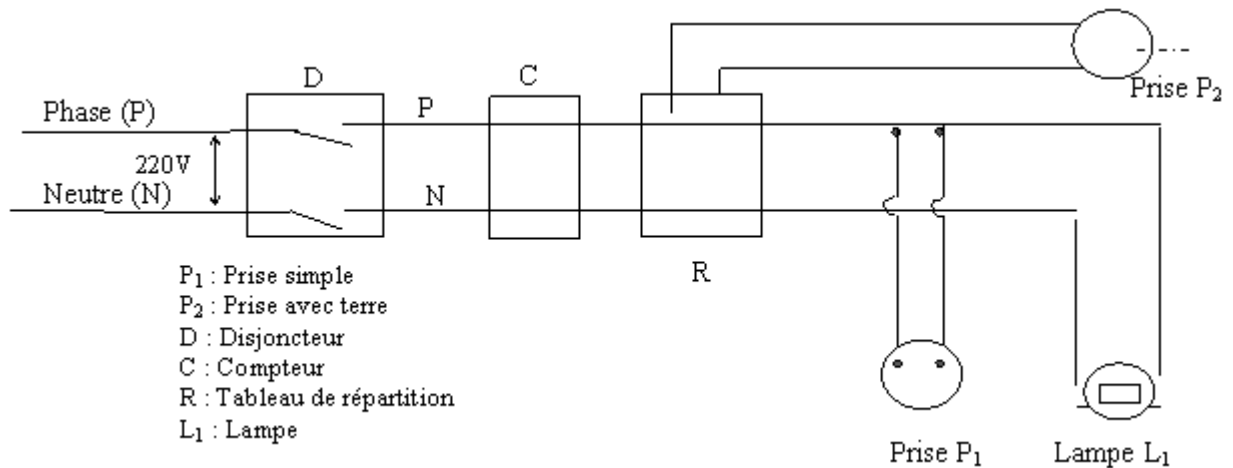 Prise P₂
D
C
Phase (P)
P
220V
Neutre (N)
N
R
P₁ : Prise simple
P₂ : Prise avec terre
D : Disjoncteur
C : Compteur
R : Tableau de répartition
L₁ : Lampe
Prise P₁
Lampe L₁